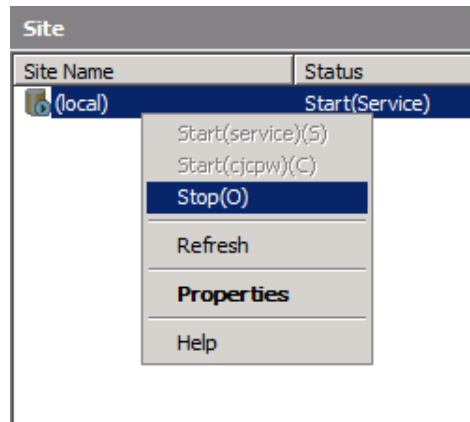 Site
Site Name Status
(local) Start(Service)
Start(service)(S)
Start(cjcpw)(C)
Stop(O)
Refresh
Properties
Help